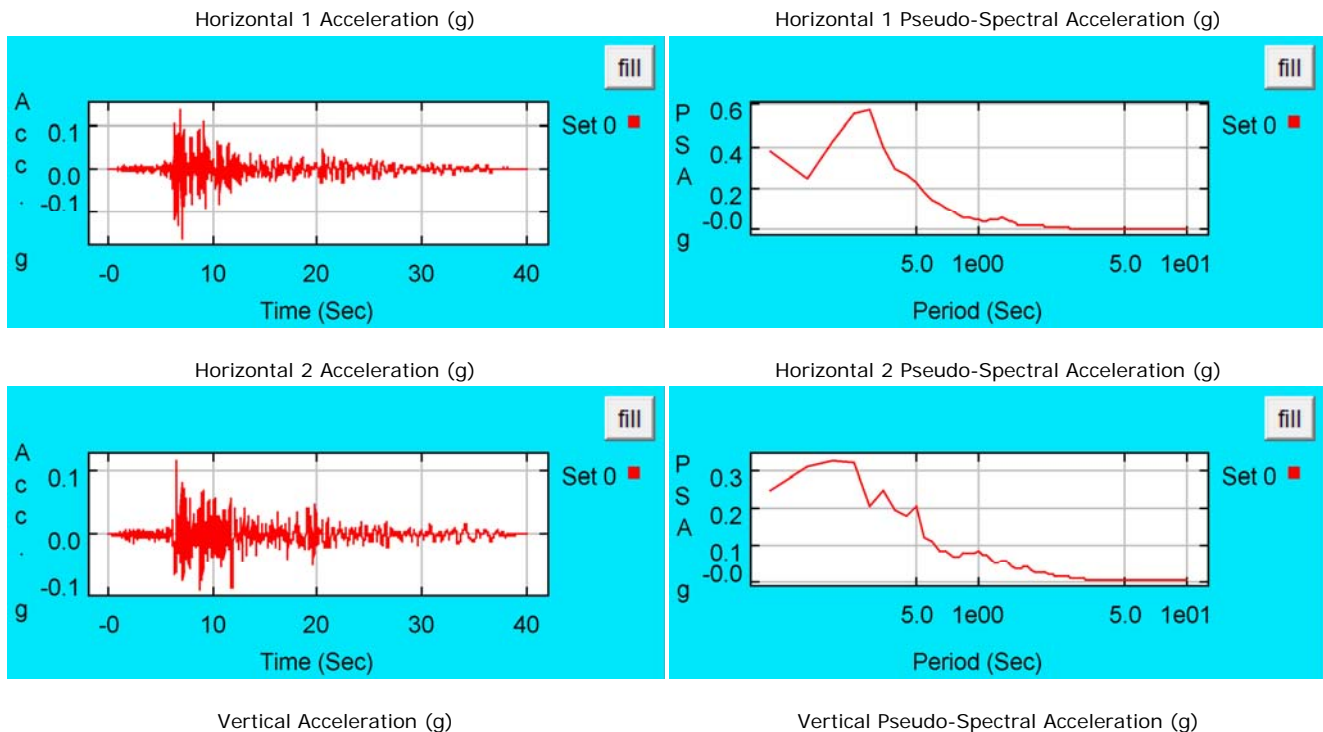 Horizontal 1 Acceleration (g)
fill
A
c
c
.
g
0.1
0.0
-0.1
Set 0
-0 10 20 30 40
Time (Sec)
Horizontal 1 Pseudo-Spectral Acceleration (g)
fill
P
S
A
g
0.6
0.4
0.2
-0.0
Set 0
5.0 1e00 5.0 1e01
Period (Sec)
Horizontal 2 Acceleration (g)
fill
A
c
c
.
g
0.1
0.0
-0.1
Set 0
-0 10 20 30 40
Time (Sec)
Horizontal 2 Pseudo-Spectral Acceleration (g)
fill
P
S
A
g
0.3
0.2
0.1
-0.0
Set 0
5.0 1e00 5.0 1e01
Period (Sec)
Vertical Acceleration (g)
Vertical Pseudo-Spectral Acceleration (g)